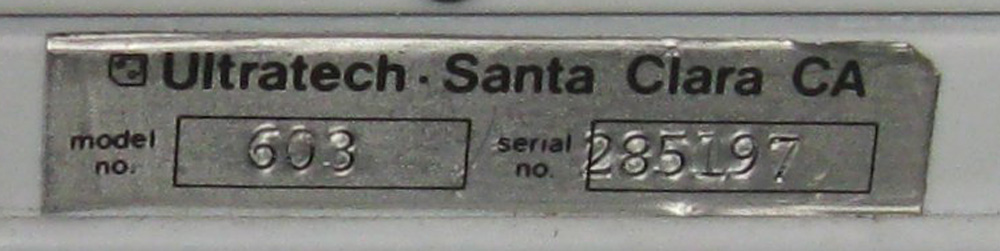 Ultratech · Santa Clara CA
model no. 603 serial no. 285197